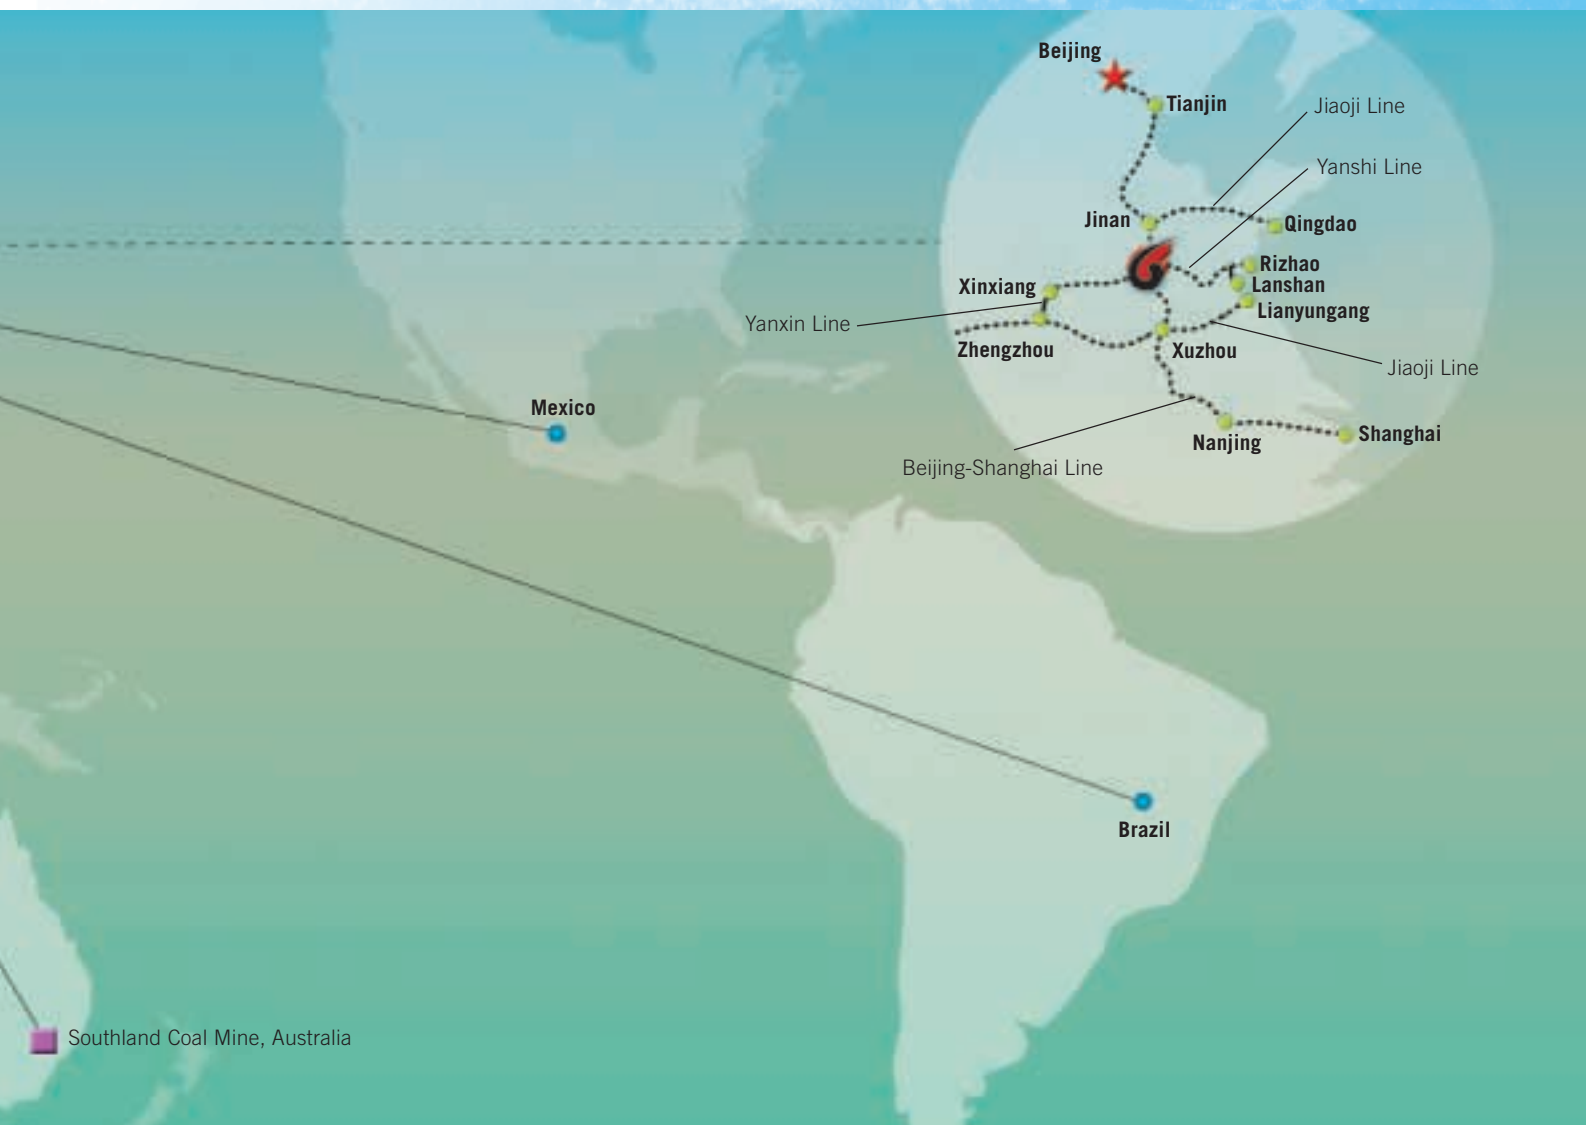 Beijing
Tianjin
Jiaoji Line
Yanshi Line
Jinan
Qingdao
Rizhao
Xinxiang
Lanshan
Lianyungang
Yanxin Line
Zhengzhou
Xuzhou
Jiaoji Line
Mexico
Nanjing
Shanghai
Beijing-Shanghai Line
Brazil
Southland Coal Mine, Australia